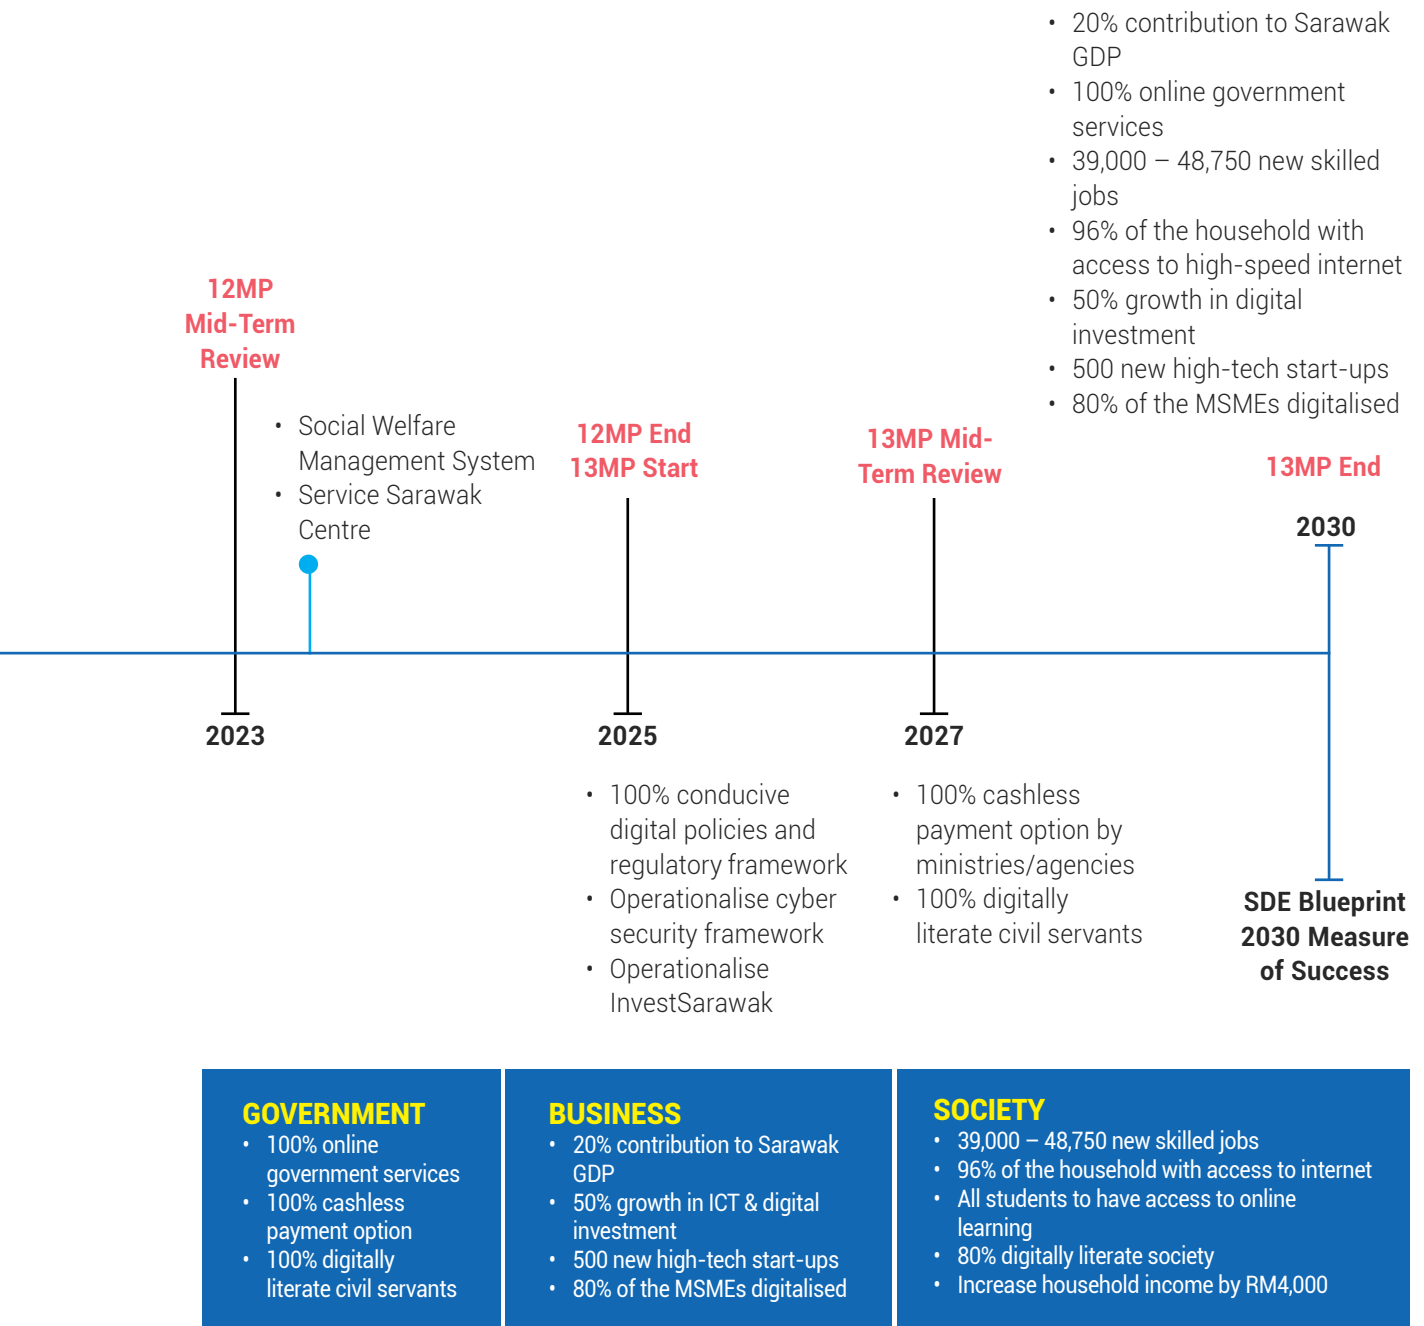 • 20% contribution to Sarawak
GDP
• 100% online government
services
• 39,000 – 48,750 new skilled
jobs
• 96% of the household with
access to high-speed internet
• 50% growth in digital
investment
• 500 new high-tech start-ups
• 80% of the MSMEs digitalised
12MP
Mid-Term
Review
• Social Welfare
Management System
• Service Sarawak
Centre
12MP End
13MP Start
13MP Mid-
Term Review
13MP End
2030
2023
2025
2027
• 100% conducive
digital policies and
regulatory framework
• Operationalise cyber
security framework
• Operationalise
InvestSarawak
• 100% cashless
payment option by
ministries/agencies
• 100% digitally
literate civil servants
SDE Blueprint
2030 Measure
of Success
GOVERNMENT
• 100% online
government services
• 100% cashless
payment option
• 100% digitally
literate civil servants
BUSINESS
• 20% contribution to Sarawak
GDP
• 50% growth in ICT & digital
investment
• 500 new high-tech start-ups
• 80% of the MSMEs digitalised
SOCIETY
• 39,000 – 48,750 new skilled jobs
• 96% of the household with access to internet
• All students to have access to online
learning
• 80% digitally literate society
• Increase household income by RM4,000